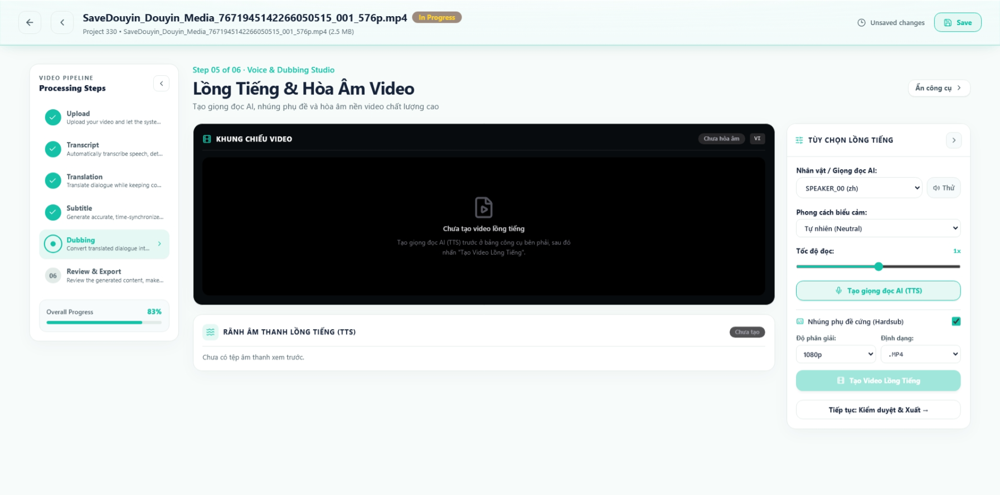 SaveDouyin_Douyin_Media_7671945142266050515_001_576p.mp4
In Progress
Project 330 • SaveDouyin_Douyin_Media_7671945142266050515_001_576p.mp4 (2.5 MB)
Unsaved changes
Save
VIDEO PIPELINE
Processing Steps
Upload
Upload your video and let the syste...
Transcript
Automatically transcribe speech, det...
Translation
Translate dialogue while keeping co...
Subtitle
Generate accurate, time-synchronize...
Dubbing
Convert translated dialogue int...
06
Review & Export
Review the generated content, make...
Overall Progress
83%
Step 05 of 06 · Voice & Dubbing Studio
Lồng Tiếng & Hòa Âm Video
Tạo giọng đọc AI, nhúng phụ đề và hòa âm nền video chất lượng cao
Ẩn công cụ
KHUNG CHIẾU VIDEO
Chưa hòa âm
VI
Chưa tạo video lồng tiếng
Tạo giọng đọc AI (TTS) trước ở bảng công cụ bên phải, sau đó
nhấn "Tạo Video Lồng Tiếng".
RÃNH ÂM THANH LỒNG TIẾNG (TTS)
Chưa tạo
Chưa có tệp âm thanh xem trước.
TÙY CHỌN LỒNG TIẾNG
Nhân vật / Giọng đọc AI:
SPEAKER_00 (zh)
Thử
Phong cách biểu cảm:
Tự nhiên (Neutral)
Tốc độ đọc:
1x
Tạo giọng đọc AI (TTS)
Nhúng phụ đề cứng (Hardsub)
Độ phân giải:
Định dạng:
1080p
.MP4
Tạo Video Lồng Tiếng
Tiếp tục: Kiểm duyệt & Xuất →